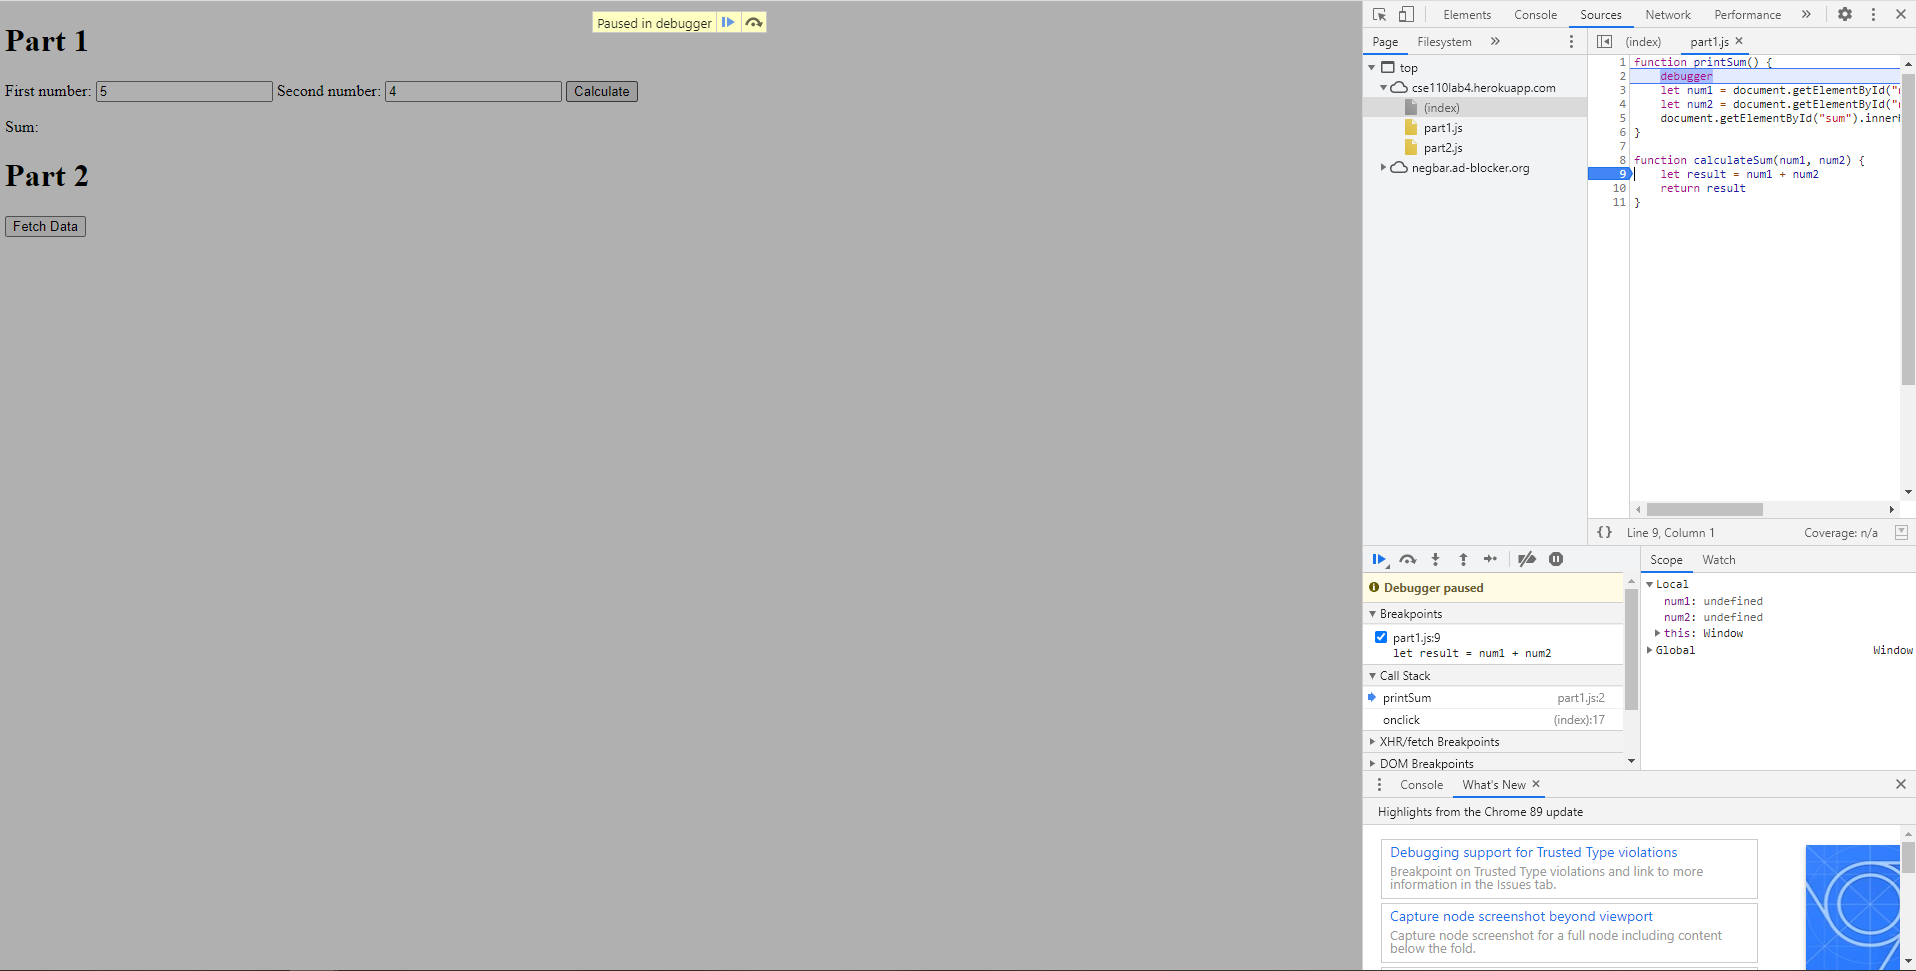 Paused in debugger
Part 1
First number: 5 Second number: 4 Calculate
Sum:
Part 2
Fetch Data
Elements Console Sources Network Performance »
Page Filesystem »
top
cse110lab4.herokuapp.com
(index)
part1.js
part2.js
negbar.ad-blocker.org
(index) part1.js ×
1 function printSum() {
2 debugger
3 let num1 = document.getElementById("
4 let num2 = document.getElementById("
5 document.getElementById("sum").inner
6 }
7
8 function calculateSum(num1, num2) {
9 let result = num1 + num2
10 return result
11 }
{} Line 9, Column 1 Coverage: n/a
Debugger paused
Breakpoints
part1.js:9
let result = num1 + num2
Call Stack
printSum part1.js:2
onclick (index):17
XHR/fetch Breakpoints
DOM Breakpoints
Scope Watch
Local
num1: undefined
num2: undefined
this: Window
Global Window
Console What's New ×
Highlights from the Chrome 89 update
Debugging support for Trusted Type violations
Breakpoint on Trusted Type violations and link to more
information in the Issues tab.
Capture node screenshot beyond viewport
Capture node screenshot for a full node including content
below the fold.